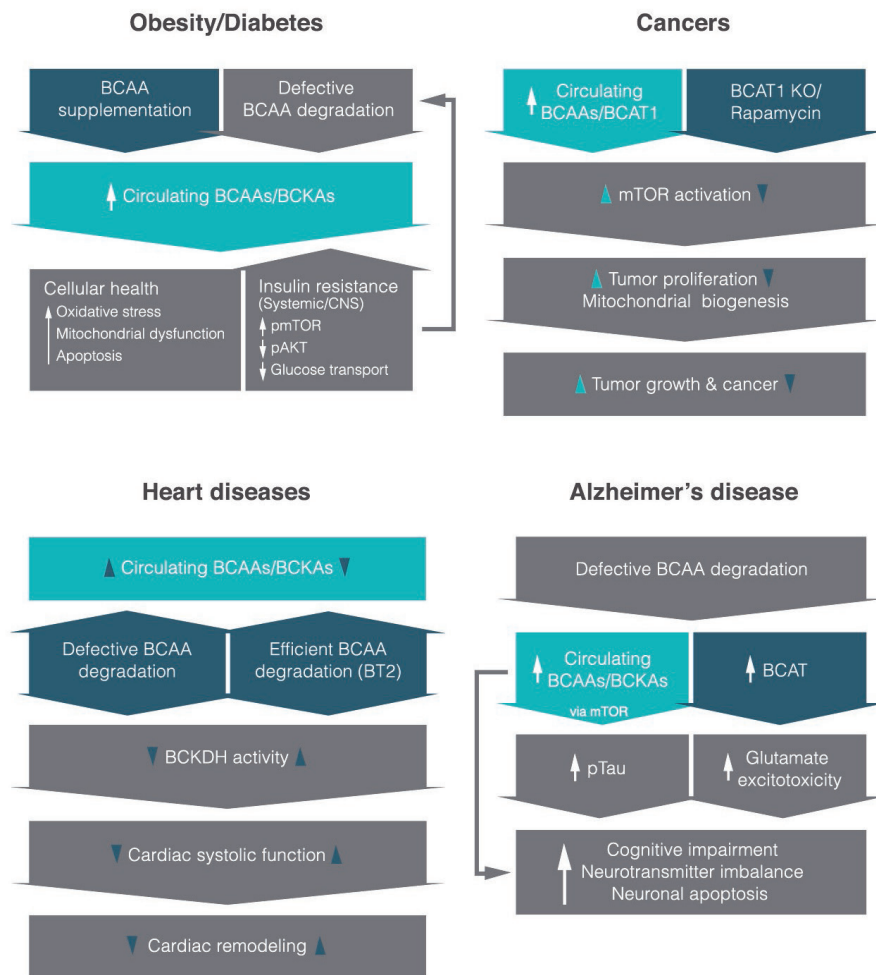 Obesity/Diabetes
BCAA
supplementation
Defective
BCAA degradation
Circulating BCAAs/BCKAs
Cellular health
Oxidative stress
Mitochondrial dysfunction
Apoptosis
Insulin resistance
(Systemic/CNS)
pmTOR
pAKT
Glucose transport
Cancers
Circulating
BCAAs/BCAT1
BCAT1 KO/
Rapamycin
mTOR activation
Tumor proliferation
Mitochondrial biogenesis
Tumor growth & cancer
Heart diseases
Circulating BCAAs/BCKAs
Defective BCAA
degradation
Efficient BCAA
degradation (BT2)
BCKDH activity
Cardiac systolic function
Cardiac remodeling
Alzheimer's disease
Defective BCAA degradation
Circulating
BCAAs/BCKAs
via mTOR
BCAT
pTau
Glutamate
excitotoxicity
Cognitive impairment
Neurotransmitter imbalance
Neuronal apoptosis